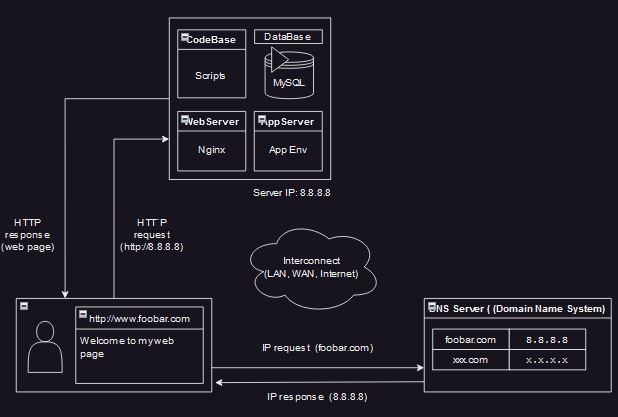 CodeBase
Scripts
DataBase
MySQL
WebServer
Nginx
AppServer
App Env
Server IP: 8.8.8.8
HTTP
response
(web page)
HTTP
request
(http://8.8.8.8)
Interconnect
(LAN, WAN, Internet)
http://www.foobar.com
Welcome to my web
page
IP request (foobar.com)
IP response (8.8.8.8)
DNS Server ( (Domain Name System)
foobar.com 8.8.8.8
xxx.com x.x.x.x